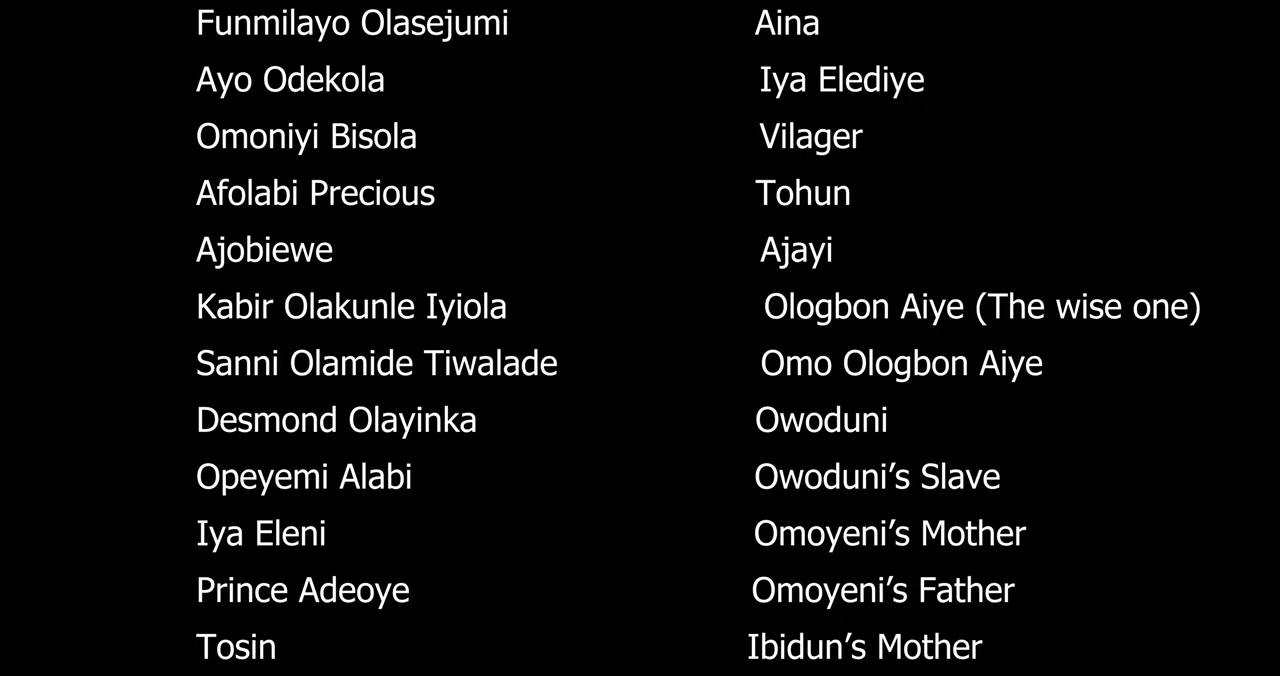 Funmilayo Olasejumi Aina
Ayo Odekola Iya Elediye
Omoniyi Bisola Vilager
Afolabi Precious Tohun
Ajobiewe Ajayi
Kabir Olakunle Iyiola Ologbon Aiye (The wise one)
Sanni Olamide Tiwalade Omo Ologbon Aiye
Desmond Olayinka Owoduni
Opeyemi Alabi Owoduni’s Slave
Iya Eleni Omoyeni’s Mother
Prince Adeoye Omoyeni’s Father
Tosin Ibidun’s Mother